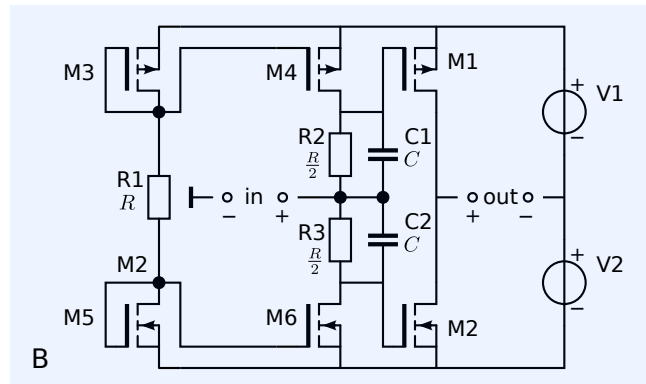 M3
M4
M1
V1
+
−
R1
R
R2
R/2
C1
C
in
−
+
out
+
−
R3
R/2
C2
C
M2
M5
M6
M2
V2
+
−
B